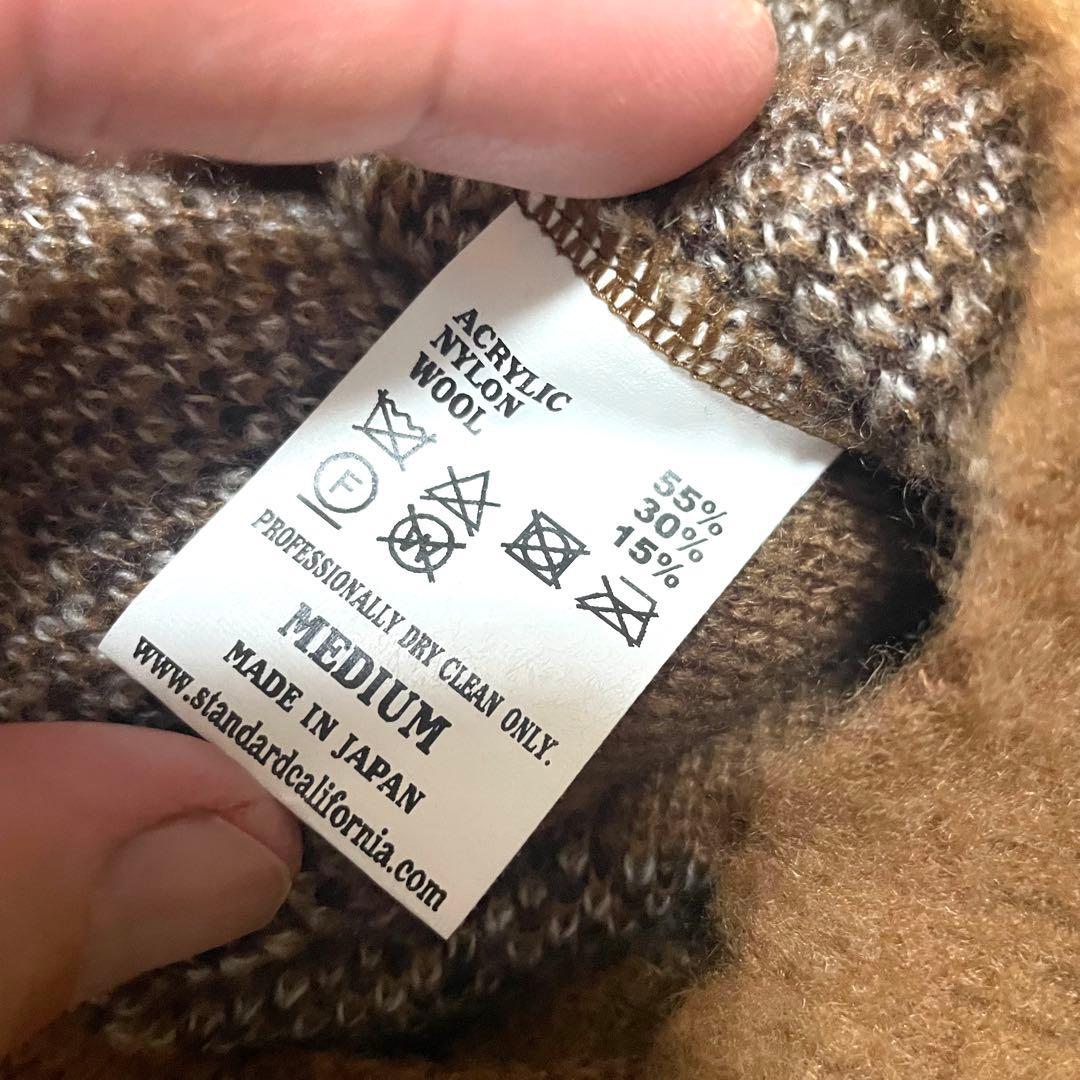 ACRYLIC 55%
NYLON 30%
WOOL 15%
F W
PROFESSIONALLY DRY CLEAN ONLY.
MEDIUM
MADE IN JAPAN
www.standardcalifornia.com